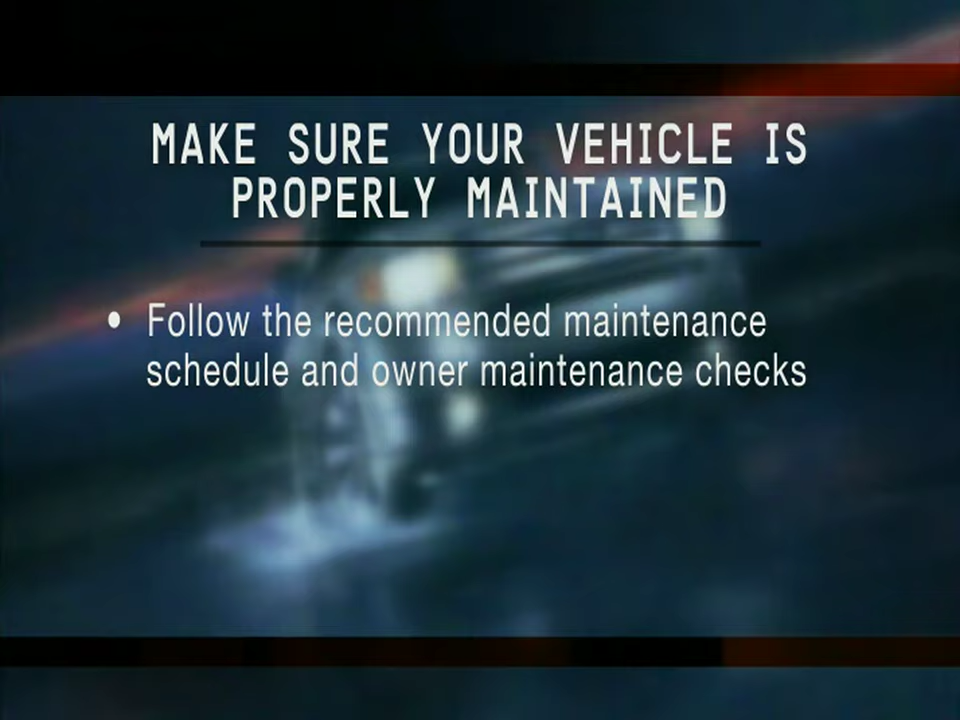 MAKE SURE YOUR VEHICLE IS
PROPERLY MAINTAINED
• Follow the recommended maintenance
schedule and owner maintenance checks